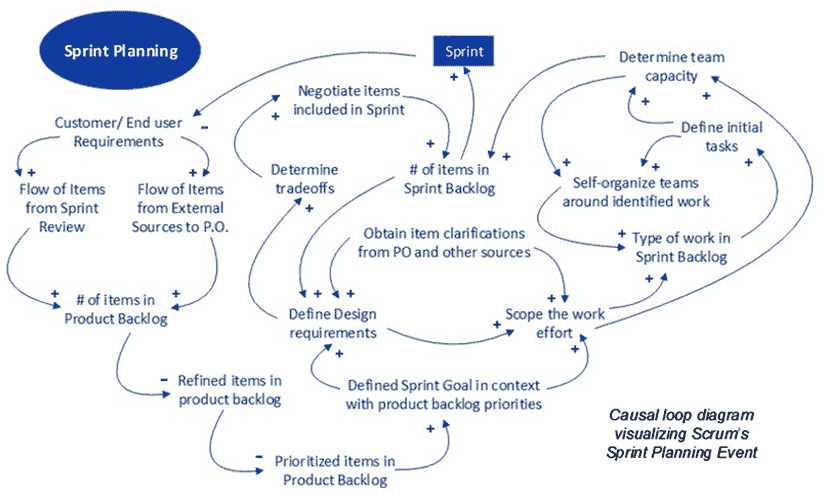 Sprint Planning
Sprint
Determine team
capacity
Negotiate items
included in Sprint
Customer/ End user
Requirements
Define initial
tasks
Flow of Items
from Sprint
Review
Flow of Items
from External
Sources to P.O.
Determine
tradeoffs
# of items in
Sprint Backlog
Self-organize teams
around identified work
Obtain item clarifications
from PO and other sources
Type of work in
Sprint Backlog
# of items in
Product Backlog
Define Design
requirements
Scope the work
effort
Refined items in
product backlog
Defined Sprint Goal in context
with product backlog priorities
Prioritized items in
Product Backlog
Causal loop diagram
visualizing Scrum's
Sprint Planning Event